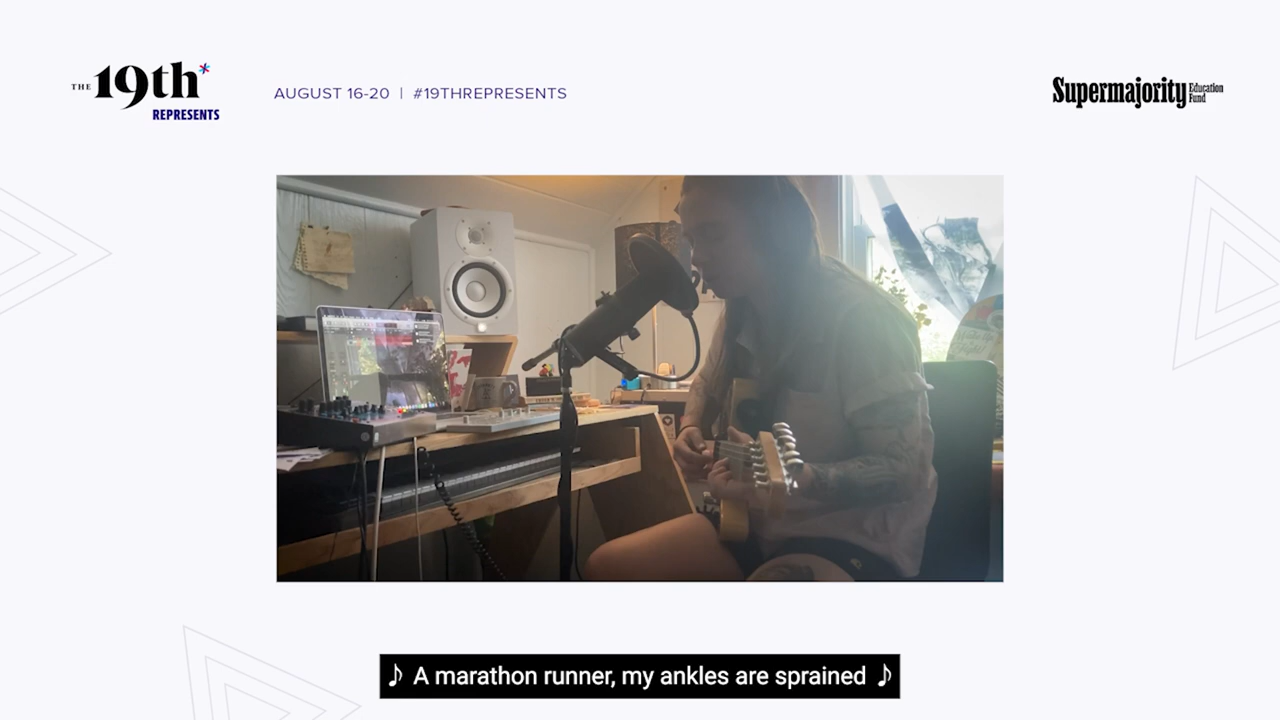 THE 19th*
REPRESENTS
AUGUST 16-20 | #19THREPRESENTS
Supermajority Education Fund
♪ A marathon runner, my ankles are sprained ♪